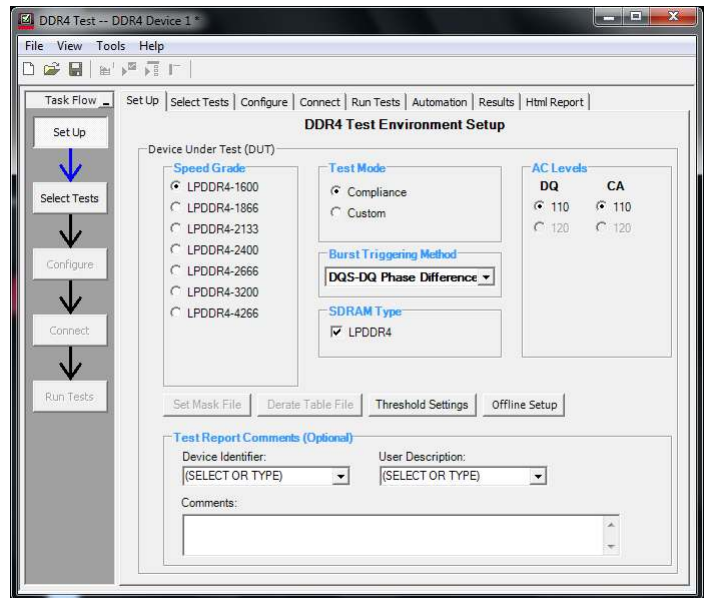 DDR4 Test -- DDR4 Device 1 *
File View Tools Help
Task Flow
Set Up
Select Tests
Configure
Connect
Run Tests
Set Up Select Tests Configure Connect Run Tests Automation Results Html Report
DDR4 Test Environment Setup
Device Under Test (DUT)
Speed Grade
LPDDR4-1600
LPDDR4-1866
LPDDR4-2133
LPDDR4-2400
LPDDR4-2666
LPDDR4-3200
LPDDR4-4266
Test Mode
Compliance
Custom
Burst Triggering Method
DQS-DQ Phase Difference
SDRAM Type
LPDDR4
AC Levels
DQ CA
110 110
120 120
Set Mask File Derate Table File Threshold Settings Offline Setup
Test Report Comments (Optional)
Device Identifier: User Description:
(SELECT OR TYPE) (SELECT OR TYPE)
Comments: